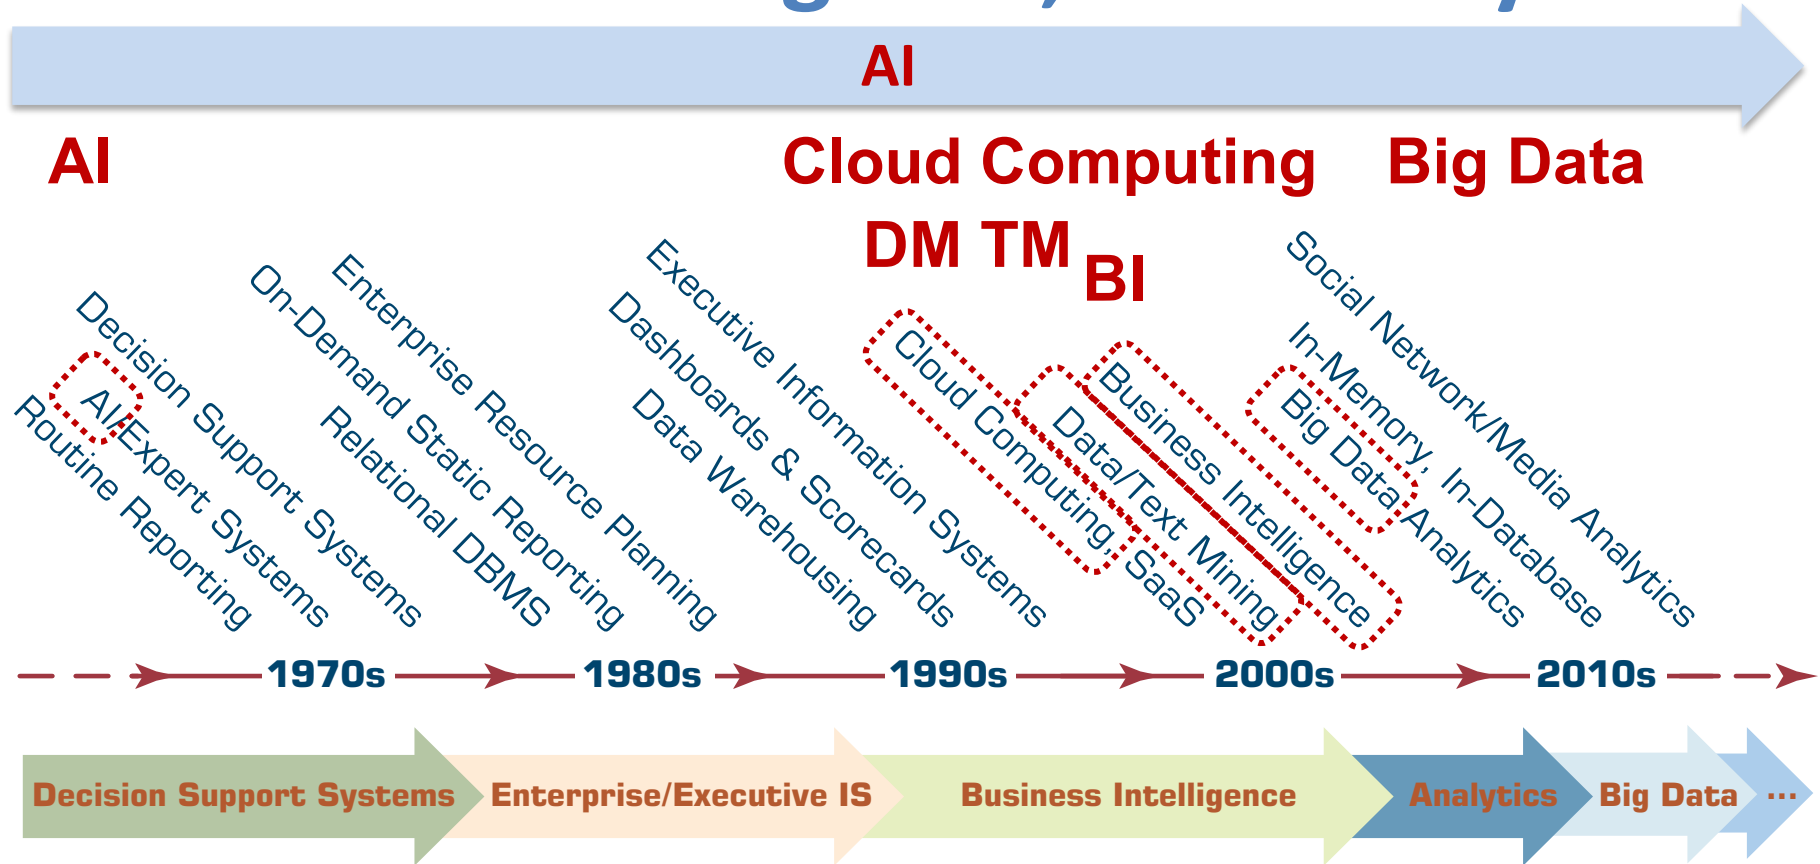 AI
AI
Cloud Computing
Big Data
DM TM
BI
Routine Reporting
AI/Expert Systems
Decision Support Systems
Relational DBMS
On-Demand Static Reporting
Enterprise Resource Planning
Data Warehousing
Dashboards & Scorecards
Executive Information Systems
Cloud Computing, SaaS
Data/Text Mining
Business Intelligence
Big Data Analytics
In-Memory, In-Database
Social Network/Media Analytics
1970s 1980s 1990s 2000s 2010s
Decision Support Systems Enterprise/Executive IS Business Intelligence Analytics Big Data ...